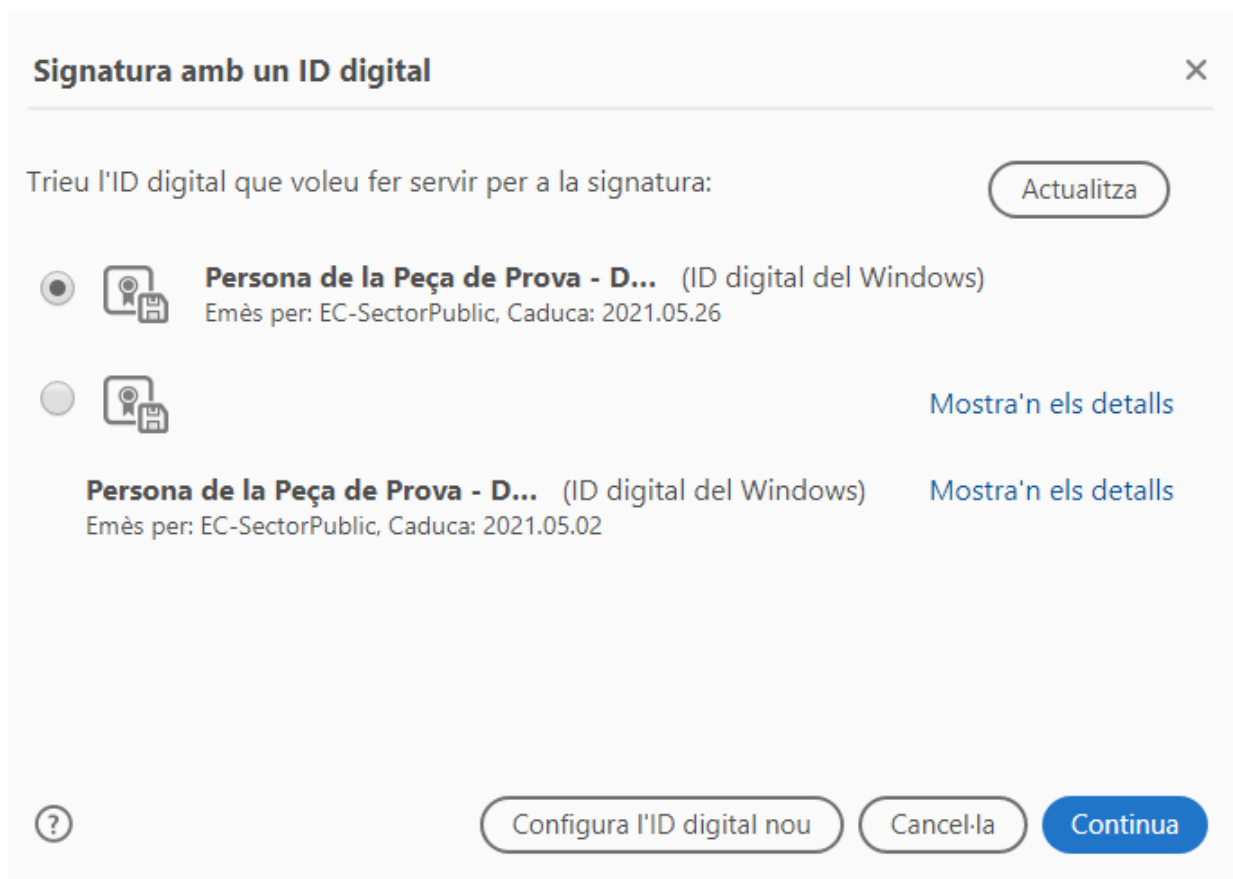 Signatura amb un ID digital
Trieu l'ID digital que voleu fer servir per a la signatura:
Actualitza
Persona de la Peça de Prova - D... (ID digital del Windows)
Emès per: EC-SectorPublic, Caduca: 2021.05.26
Mostra'n els detalls
Persona de la Peça de Prova - D... (ID digital del Windows) Mostra'n els detalls
Emès per: EC-SectorPublic, Caduca: 2021.05.02
? Configura l'ID digital nou Cancel·la Continua